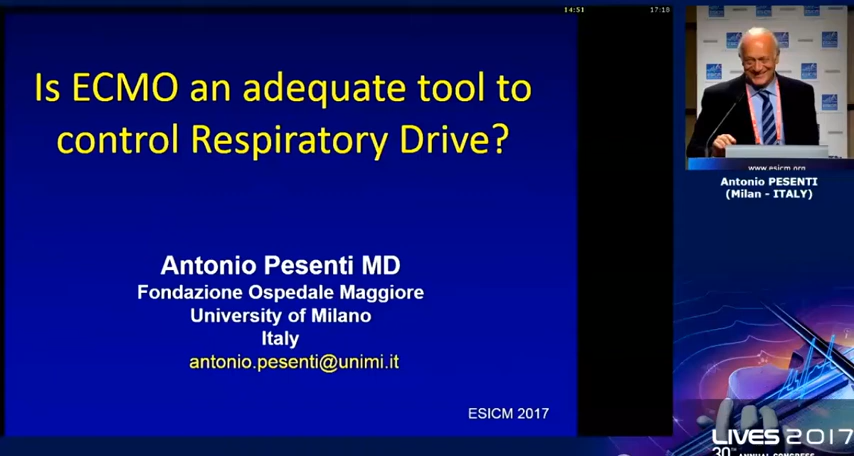 14:51
17:18
Is ECMO an adequate tool to
control Respiratory Drive?
Antonio Pesenti MD
Fondazione Ospedale Maggiore
University of Milano
Italy
antonio.pesenti@unimi.it
ESICM 2017
www.esicm.org
Antonio PESENTI
(Milan - ITALY)
LIVES 2017
30TH ANNUAL CONGRESS